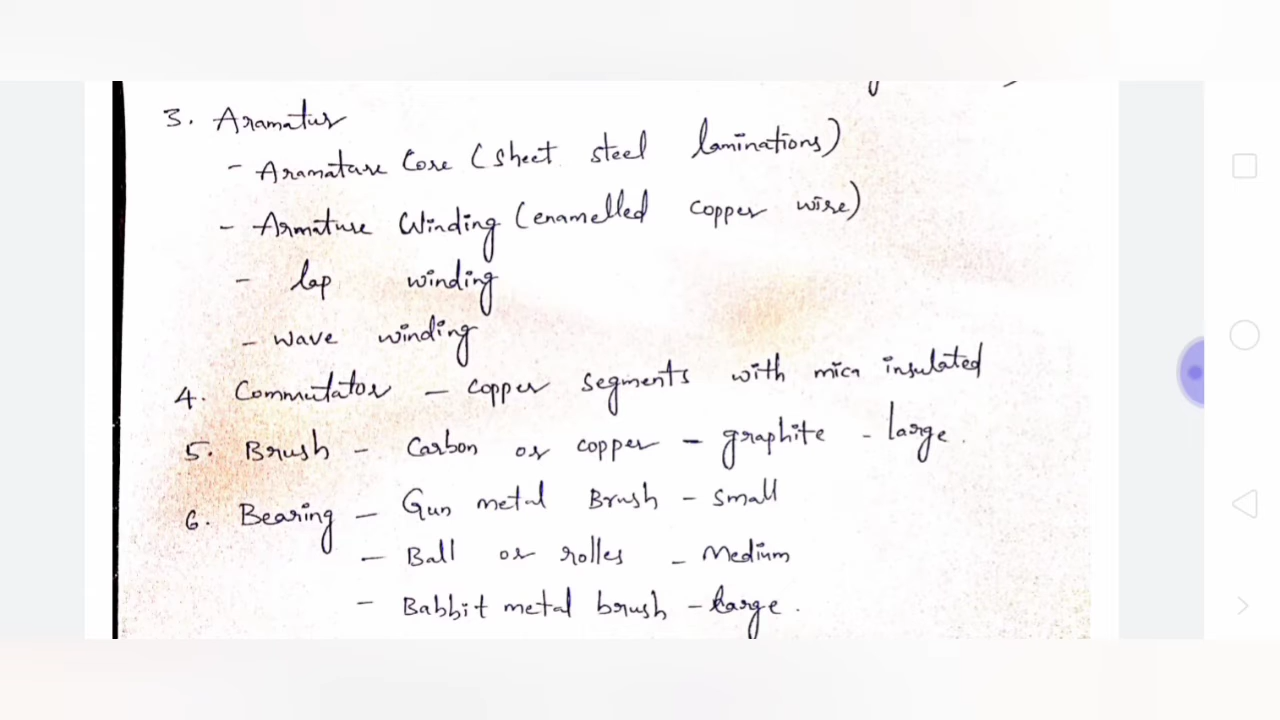 3. Aramatur
- Aramature Core (sheet steel laminations)
- Armature Winding (enamelled copper wire)
- lap winding
- wave winding
4. Commutator - copper segments with mica insulated
5. Brush - Carbon or copper - graphite - large.
6. Bearing - Gun metal Brush - small
- Ball or rolles - Medium
- Babbit metal brush - large.